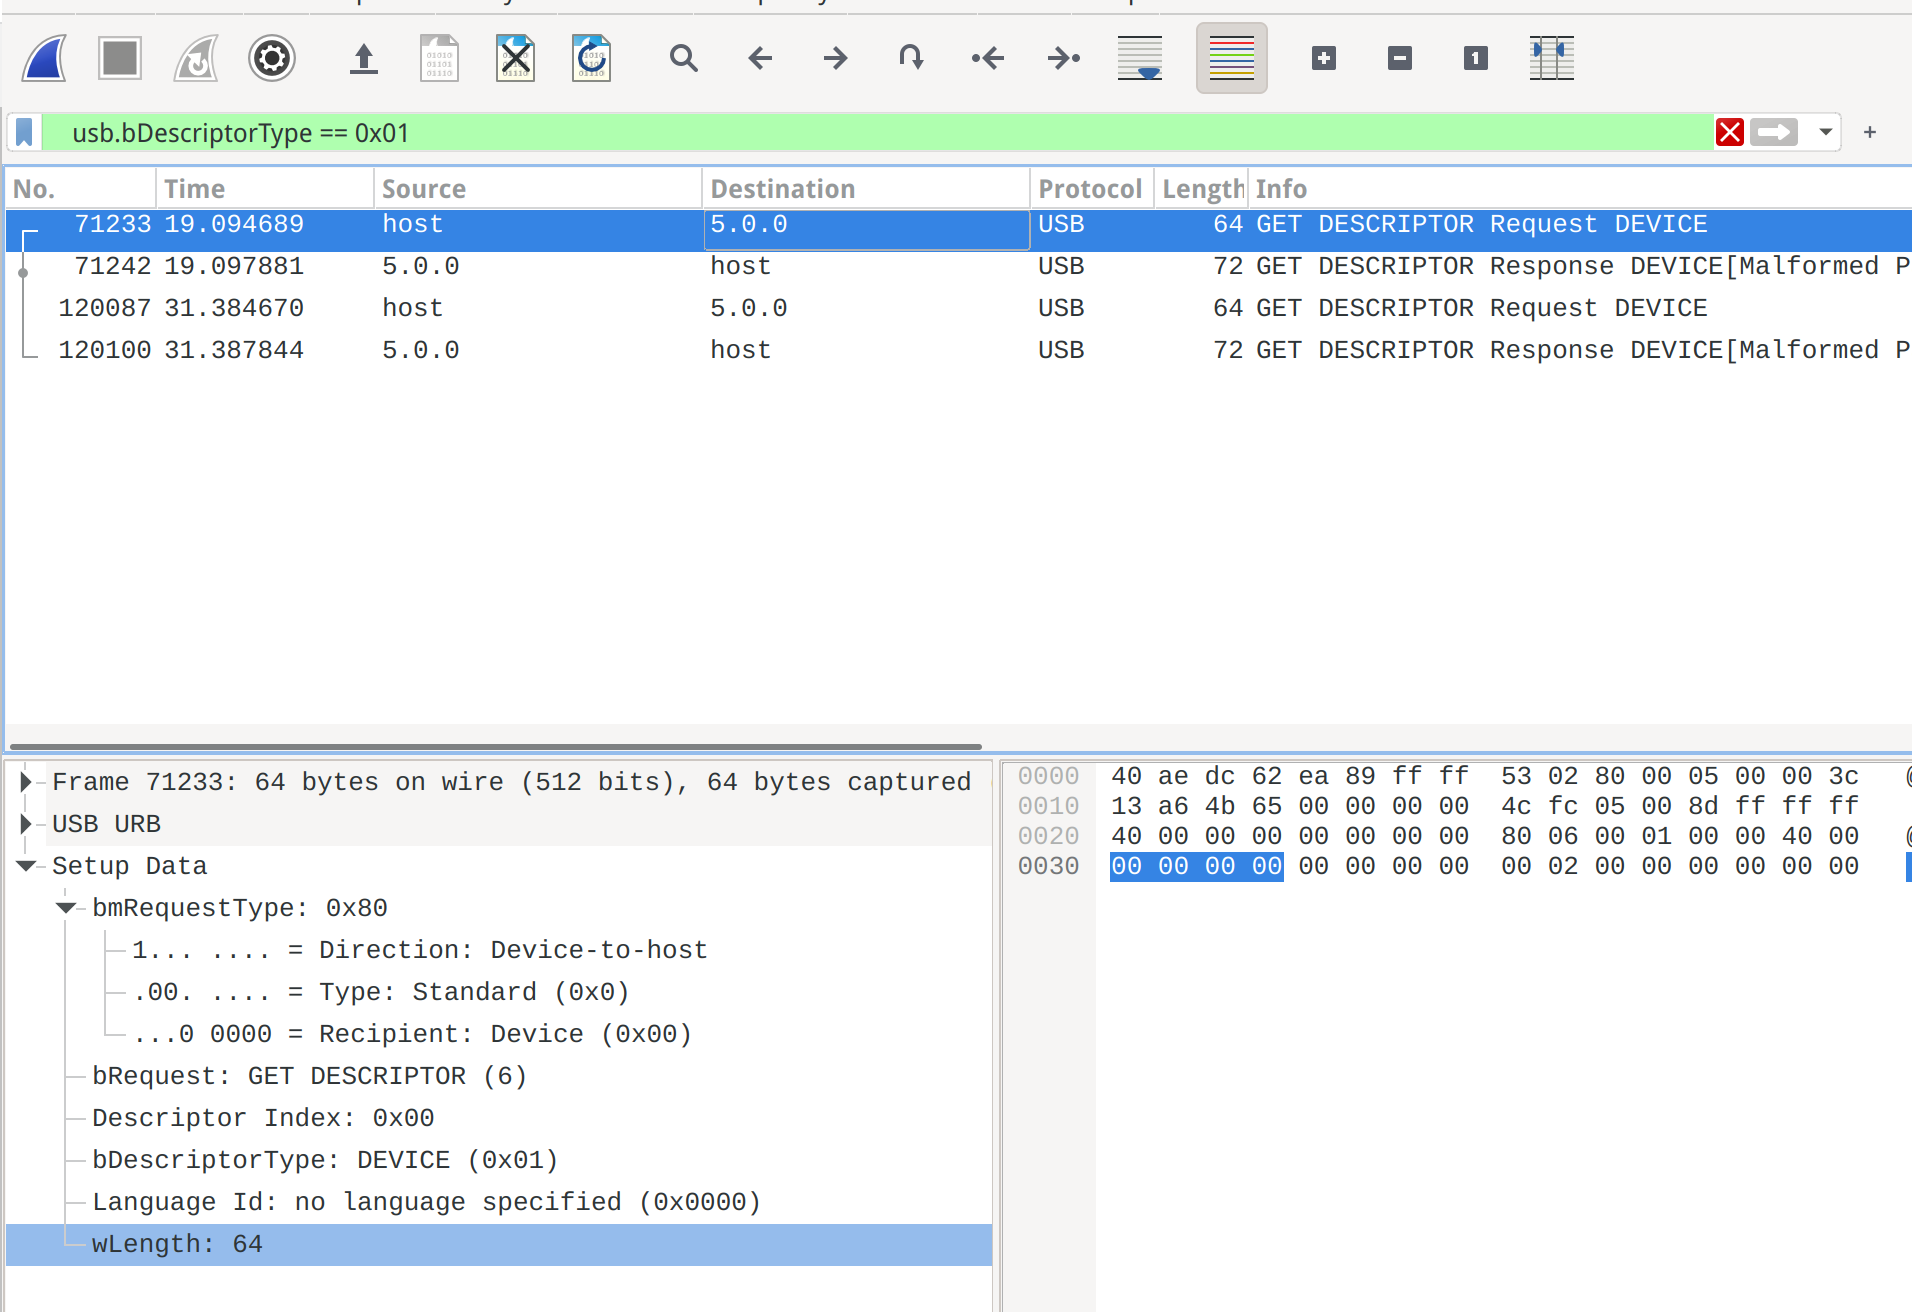 usb.bDescriptorType == 0x01
No. Time Source Destination Protocol Length Info
71233 19.094689 host 5.0.0 USB 64 GET DESCRIPTOR Request DEVICE
71242 19.097881 5.0.0 host USB 72 GET DESCRIPTOR Response DEVICE[Malformed P
120087 31.384670 host 5.0.0 USB 64 GET DESCRIPTOR Request DEVICE
120100 31.387844 5.0.0 host USB 72 GET DESCRIPTOR Response DEVICE[Malformed P
Frame 71233: 64 bytes on wire (512 bits), 64 bytes captured
USB URB
Setup Data
bmRequestType: 0x80
1... .... = Direction: Device-to-host
.00. .... = Type: Standard (0x0)
...0 0000 = Recipient: Device (0x00)
bRequest: GET DESCRIPTOR (6)
Descriptor Index: 0x00
bDescriptorType: DEVICE (0x01)
Language Id: no language specified (0x0000)
wLength: 64
0000 40 ae dc 62 ea 89 ff ff 53 02 80 00 05 00 00 3c
0010 13 a6 4b 65 00 00 00 00 4c fc 05 00 8d ff ff ff
0020 40 00 00 00 00 00 00 00 80 06 00 01 00 00 40 00
0030 00 00 00 00 00 00 00 00 00 02 00 00 00 00 00 00